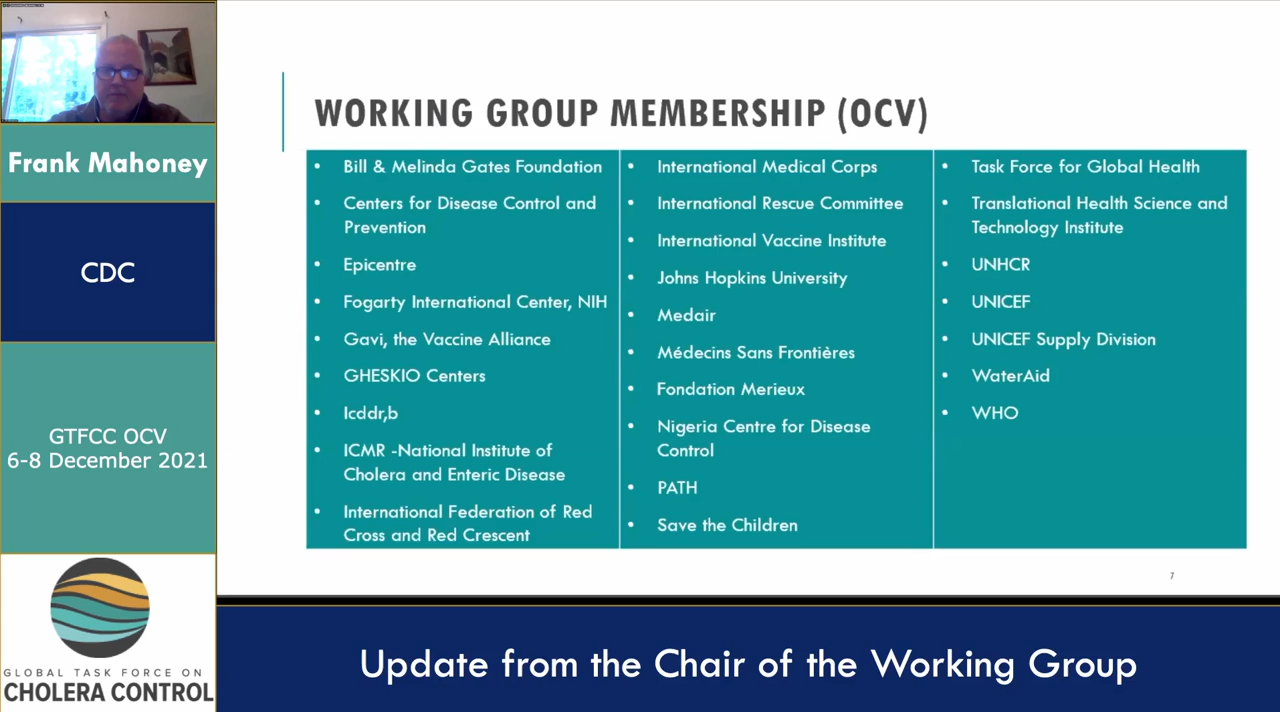 Frank Mahoney
CDC
GTFCC OCV
6-8 December 2021
GLOBAL TASK FORCE ON
CHOLERA CONTROL
WORKING GROUP MEMBERSHIP (OCV)
• Bill & Melinda Gates Foundation
• Centers for Disease Control and
Prevention
• Epicentre
• Fogarty International Center, NIH
• Gavi, the Vaccine Alliance
• GHESKIO Centers
• Icddr,b
• ICMR -National Institute of
Cholera and Enteric Disease
• International Federation of Red
Cross and Red Crescent
• International Medical Corps
• International Rescue Committee
• International Vaccine Institute
• Johns Hopkins University
• Medair
• Médecins Sans Frontières
• Fondation Merieux
• Nigeria Centre for Disease
Control
• PATH
• Save the Children
• Task Force for Global Health
• Translational Health Science and
Technology Institute
• UNHCR
• UNICEF
• UNICEF Supply Division
• WaterAid
• WHO
7
Update from the Chair of the Working Group